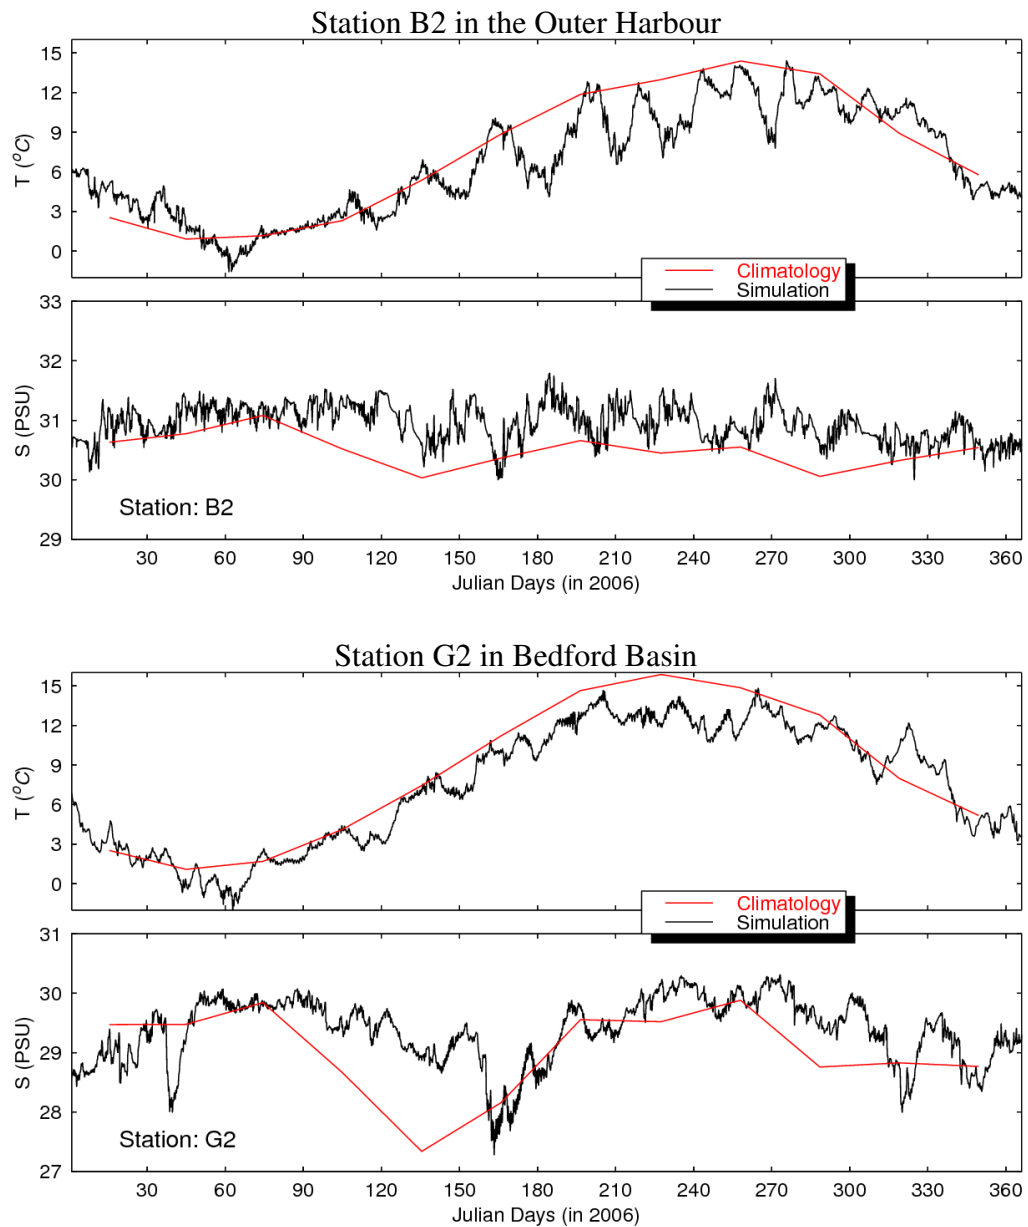 Station B2 in the Outer Harbour
15
12
9
6
3
0
T (°C)
Climatology
Simulation
33
32
31
30
29
S (PSU)
Station: B2
30 60 90 120 150 180 210 240 270 300 330 360
Julian Days (in 2006)
Station G2 in Bedford Basin
15
12
9
6
3
0
T (°C)
Climatology
Simulation
31
30
29
28
27
S (PSU)
Station: G2
30 60 90 120 150 180 210 240 270 300 330 360
Julian Days (in 2006)